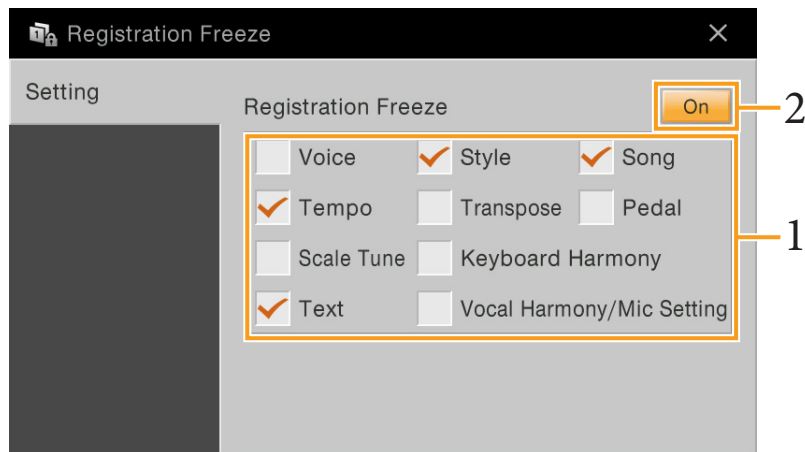 Registration Freeze
Setting
Registration Freeze On 2
Voice Style Song
Tempo Transpose Pedal
1
Scale Tune Keyboard Harmony
Text Vocal Harmony/Mic Setting